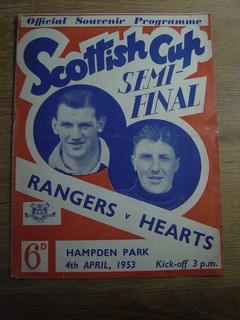 Official Souvenir Programme
Scottish Cup
SEMI-
FINAL
RANGERS v HEARTS
6D
HAMPDEN PARK
4th APRIL, 1953 Kick-off 3 p.m.